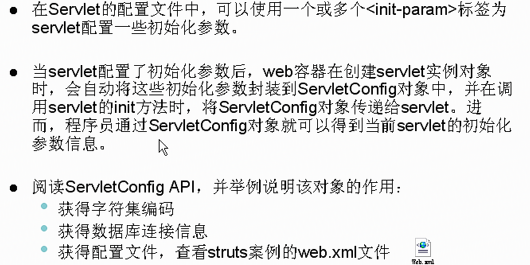 在Servlet的配置文件中，可以使用一个或多个<init-param>标签为
servlet配置一些初始化参数。
当servlet配置了初始化参数后，web容器在创建servlet实例对象
时，会自动将这些初始化参数封装到ServletConfig对象中，并在调
用servlet的init方法时，将ServletConfig对象传递给servlet。进
而，程序员通过ServletConfig对象就可以得到当前servlet的初始化
参数信息。
阅读ServletConfig API，并举例说明该对象的作用：
获得字符集编码
获得数据库连接信息
获得配置文件，查看struts案例的web.xml文件
Web.xml